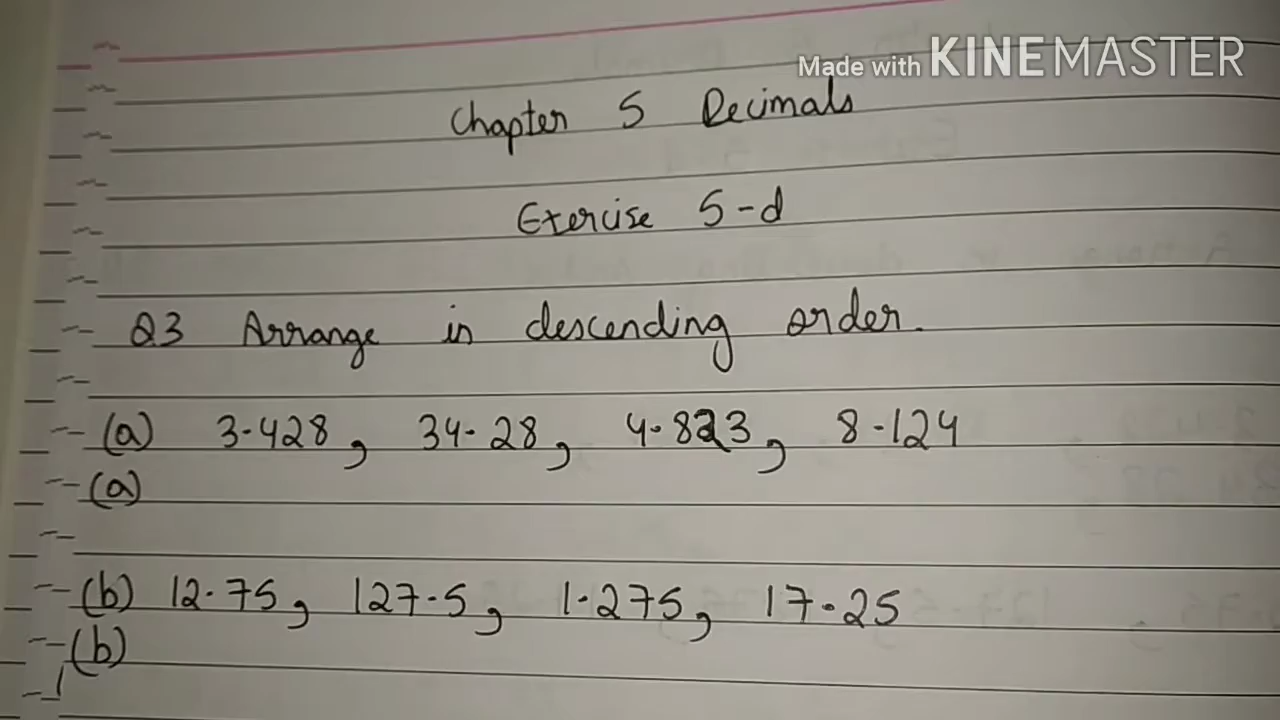 Made with KINEMASTER
Chapter 5 Decimals
Exercise 5-d
Q3 Arrange in descending order.
(a) 3.428, 34.28, 4.823, 8.124
(a)
(b) 12.75, 127.5, 1.275, 17.25
(b)